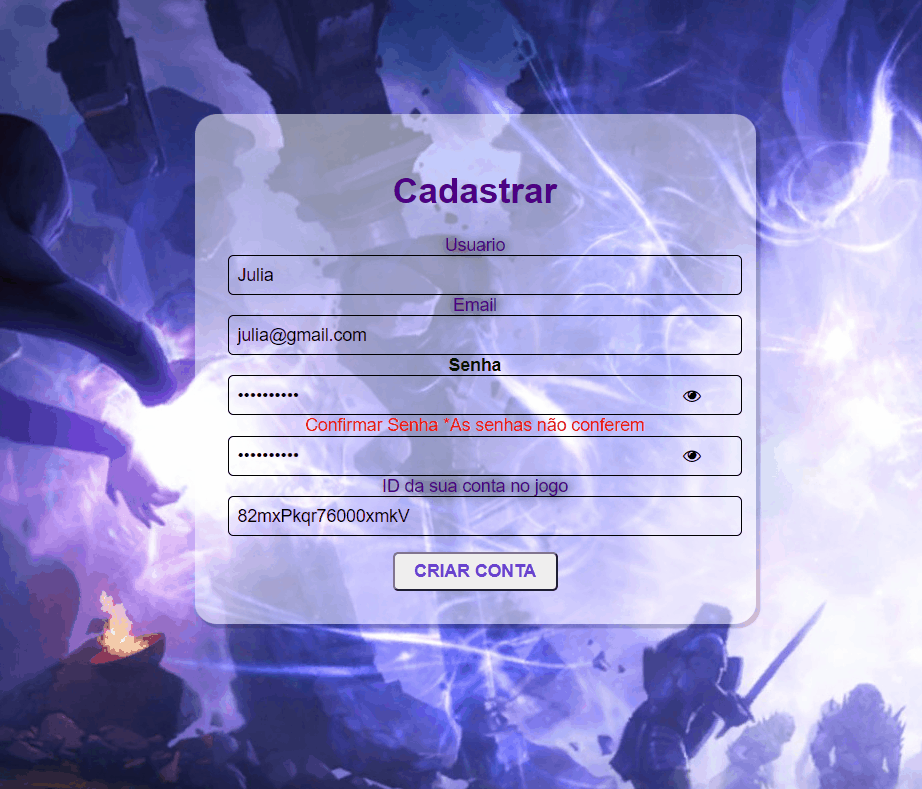 Cadastrar
Usuario
Julia
Email
julia@gmail.com
Senha
••••••••••
Confirmar Senha *As senhas não conferem
••••••••••
ID da sua conta no jogo
82mxPkqr76000xmkV
CRIAR CONTA